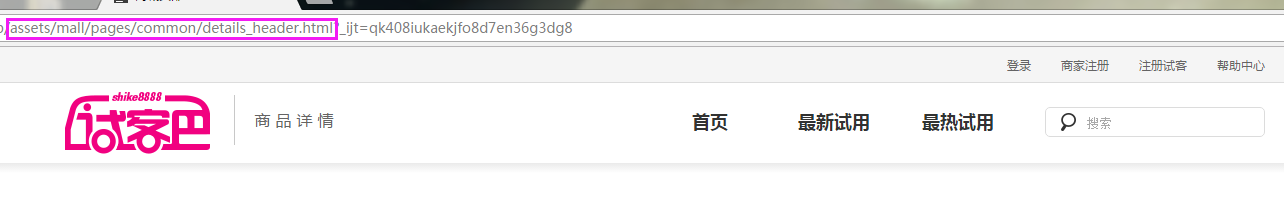 /assets/mall/pages/common/details_header.html?_ijt=qk408iukaekjfo8d7en36g3dg8
登录 商家注册 注册试客 帮助中心
shike8888
试客巴
商品详情 首页 最新试用 最热试用 搜索